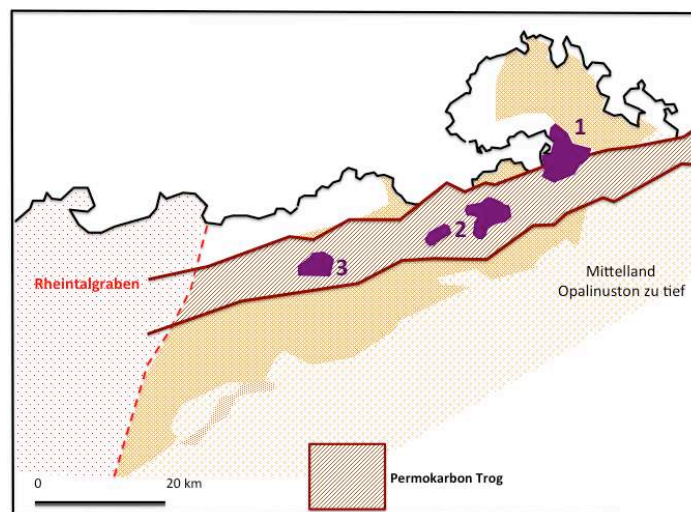 1
2
3
Rheintalgraben
Mittelland
Opalinuston zu tief
0
20 km
Permokarbon Trog